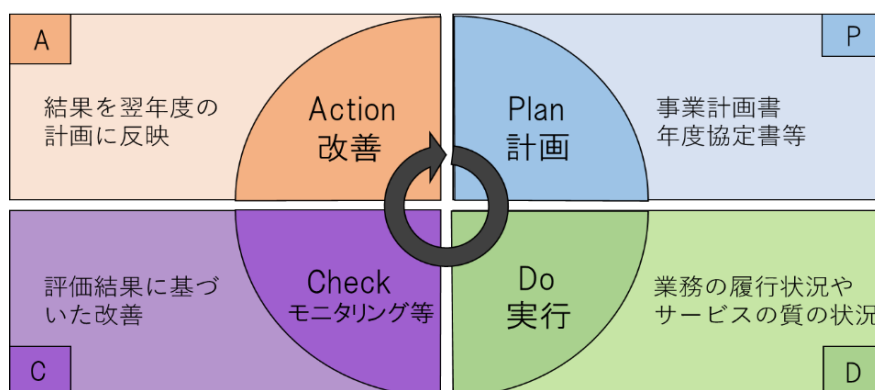 A
結果を翌年度の
計画に反映
Action
改善
P
Plan
計画
事業計画書
年度協定書等
C
評価結果に基づ
いた改善
Check
モニタリング等
D
Do
実行
業務の履行状況や
サービスの質の状況